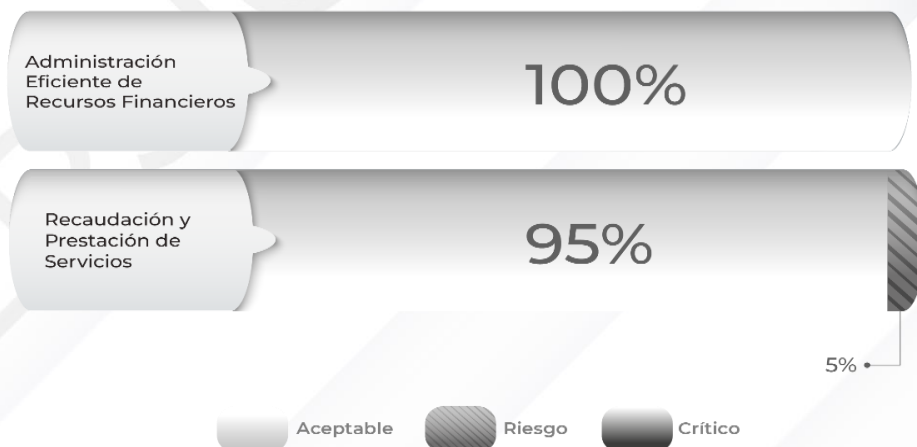 Administración
Eficiente de
Recursos Financieros
100%
Recaudación y
Prestación de
Servicios
95%
5%
Aceptable
Riesgo
Crítico